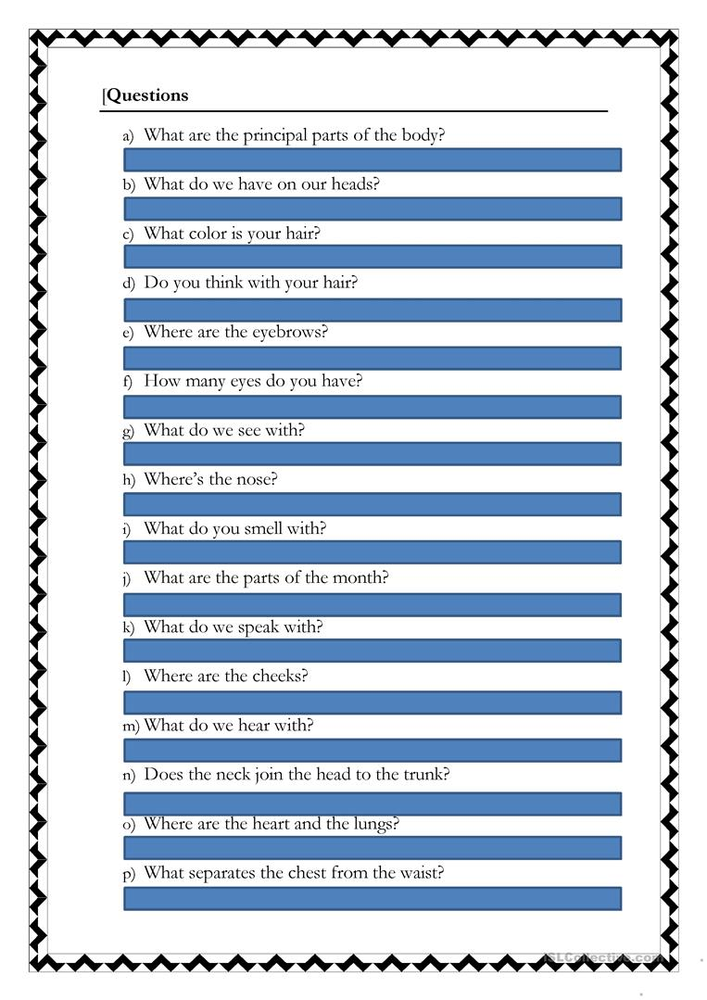 [Questions
a) What are the principal parts of the body?
b) What do we have on our heads?
c) What color is your hair?
d) Do you think with your hair?
e) Where are the eyebrows?
f) How many eyes do you have?
g) What do we see with?
h) Where's the nose?
i) What do you smell with?
j) What are the parts of the month?
k) What do we speak with?
l) Where are the cheeks?
m) What do we hear with?
n) Does the neck join the head to the trunk?
o) Where are the heart and the lungs?
p) What separates the chest from the waist?
iSLCollective.com